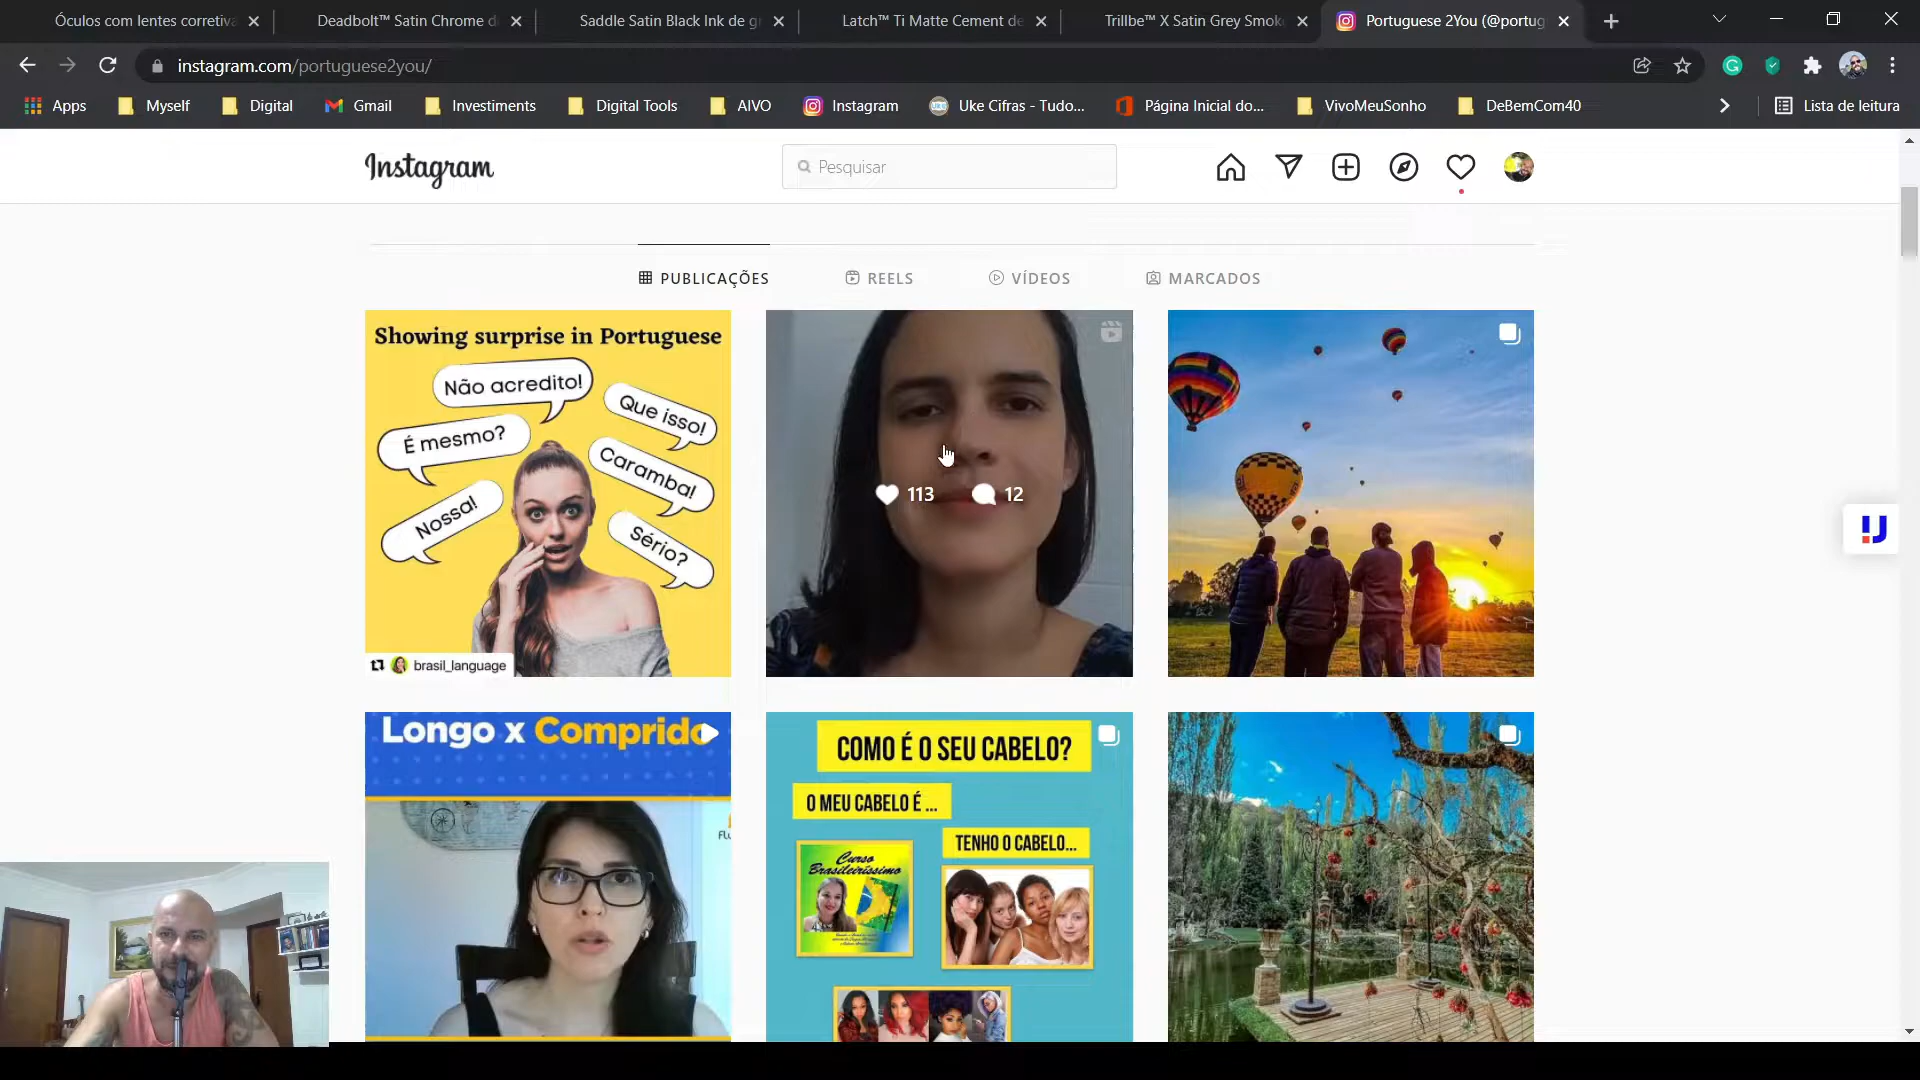 Óculos com lentes corretiva
Deadbolt™ Satin Chrome d
Saddle Satin Black Ink de g
Latch™ Ti Matte Cement de
Trillbe™ X Satin Grey Smok
Portuguese 2You (@portug
instagram.com/portuguese2you/
Apps
Myself
Digital
Gmail
Investiments
Digital Tools
AIVO
Instagram
Uke Cifras - Tudo...
Página Inicial do...
VivoMeuSonho
DeBemCom40
Lista de leitura
Instagram
Pesquisar
PUBLICAÇÕES
REELS
VÍDEOS
MARCADOS
Showing surprise in Portuguese
Não acredito!
Que isso!
É mesmo?
Caramba!
Nossa!
Sério?
brasil_language
113
12
Longo x Comprido
COMO É O SEU CABELO?
O MEU CABELO É ...
TENHO O CABELO...
Curso
Brasileiríssimo